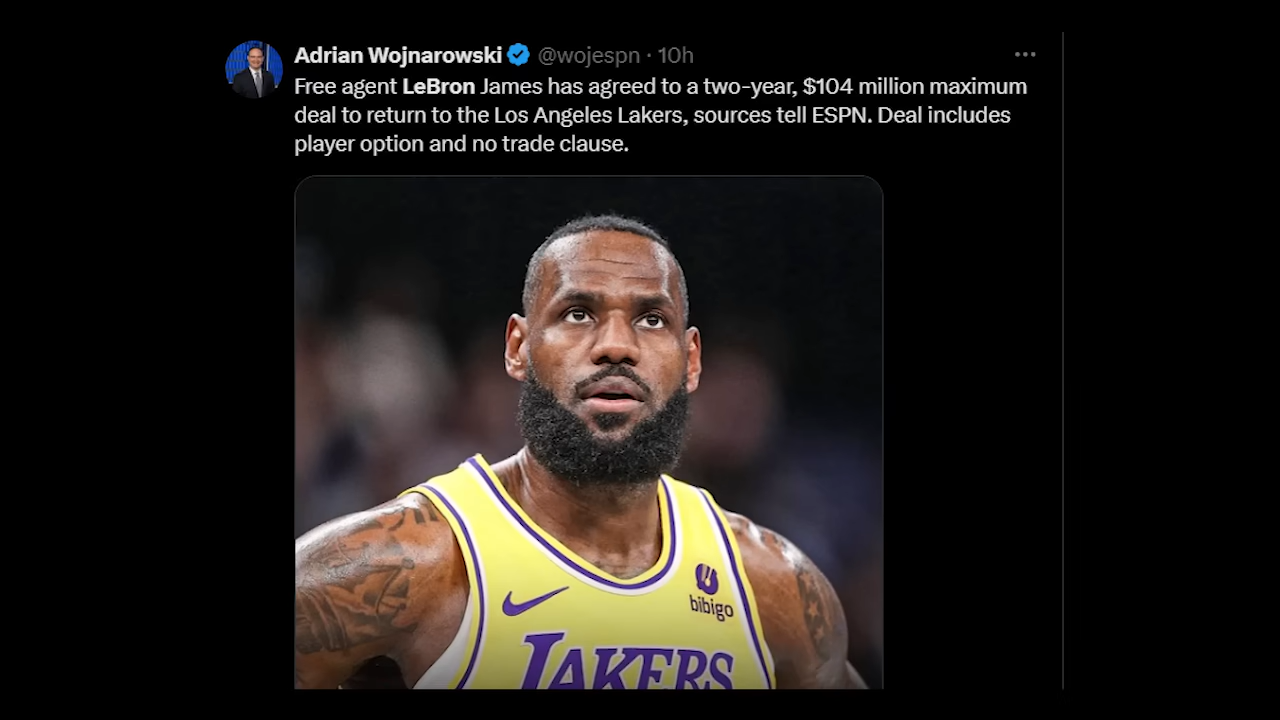 Adrian Wojnarowski @wojespn · 10h
Free agent LeBron James has agreed to a two-year, $104 million maximum
deal to return to the Los Angeles Lakers, sources tell ESPN. Deal includes
player option and no trade clause.
bibigo
LAKERS